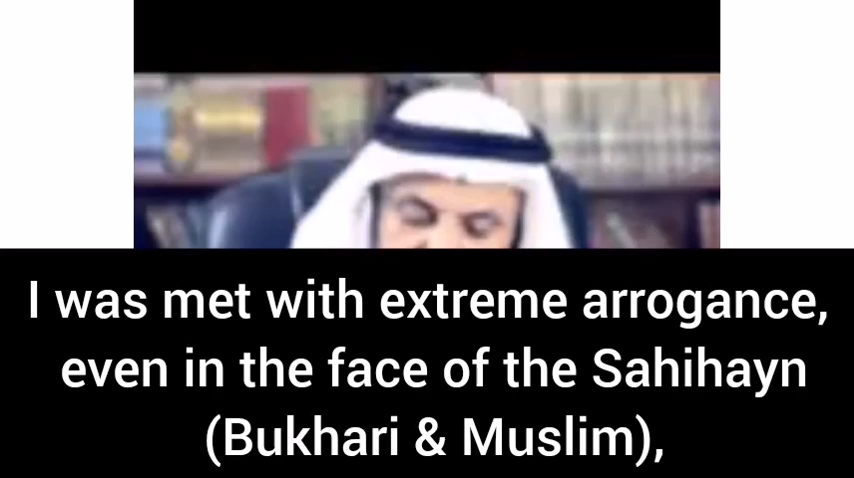 I was met with extreme arrogance,
even in the face of the Sahihayn
(Bukhari & Muslim),